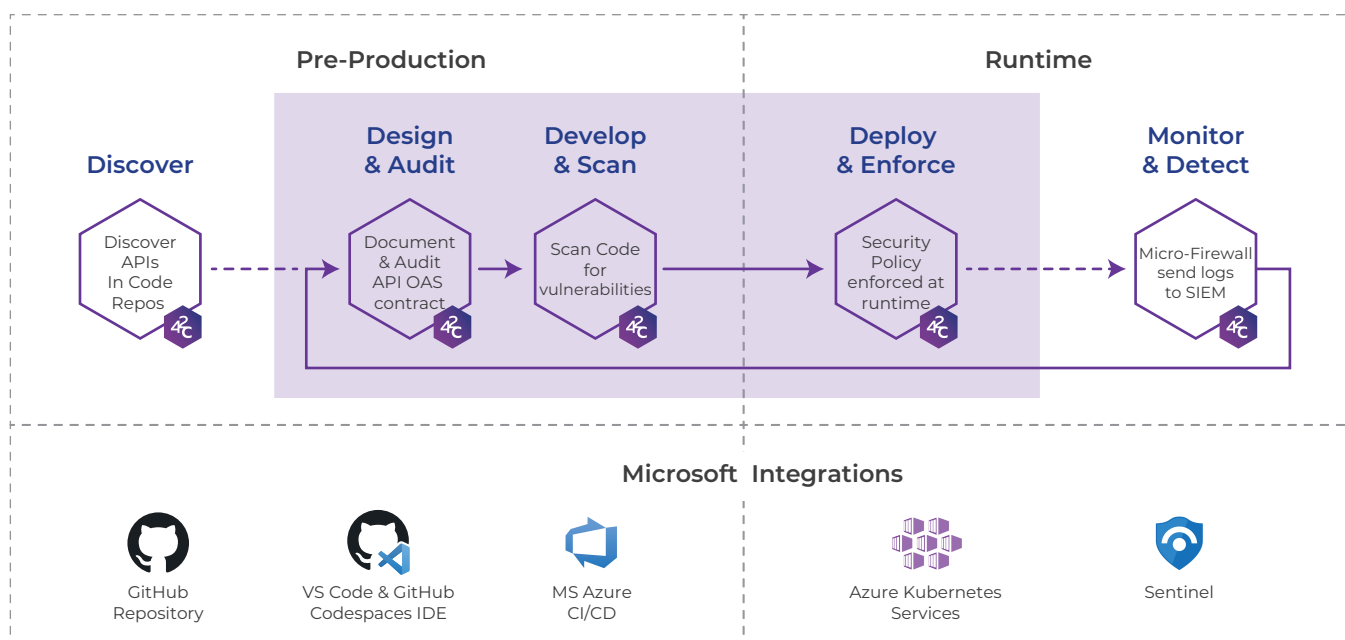 Pre-Production
Runtime
Discover
Design
& Audit
Develop
& Scan
Deploy
& Enforce
Monitor
& Detect
Discover
APIs
In Code
Repos
42C
Document
& Audit
API OAS
contract
42C
Scan Code
for
vulnerabilities
42C
Security
Policy
enforced at
runtime
42C
Micro-Firewall
send logs
to SIEM
42C
Microsoft Integrations
GitHub
Repository
VS Code & GitHub
Codespaces IDE
MS Azure
CI/CD
Azure Kubernetes
Services
Sentinel